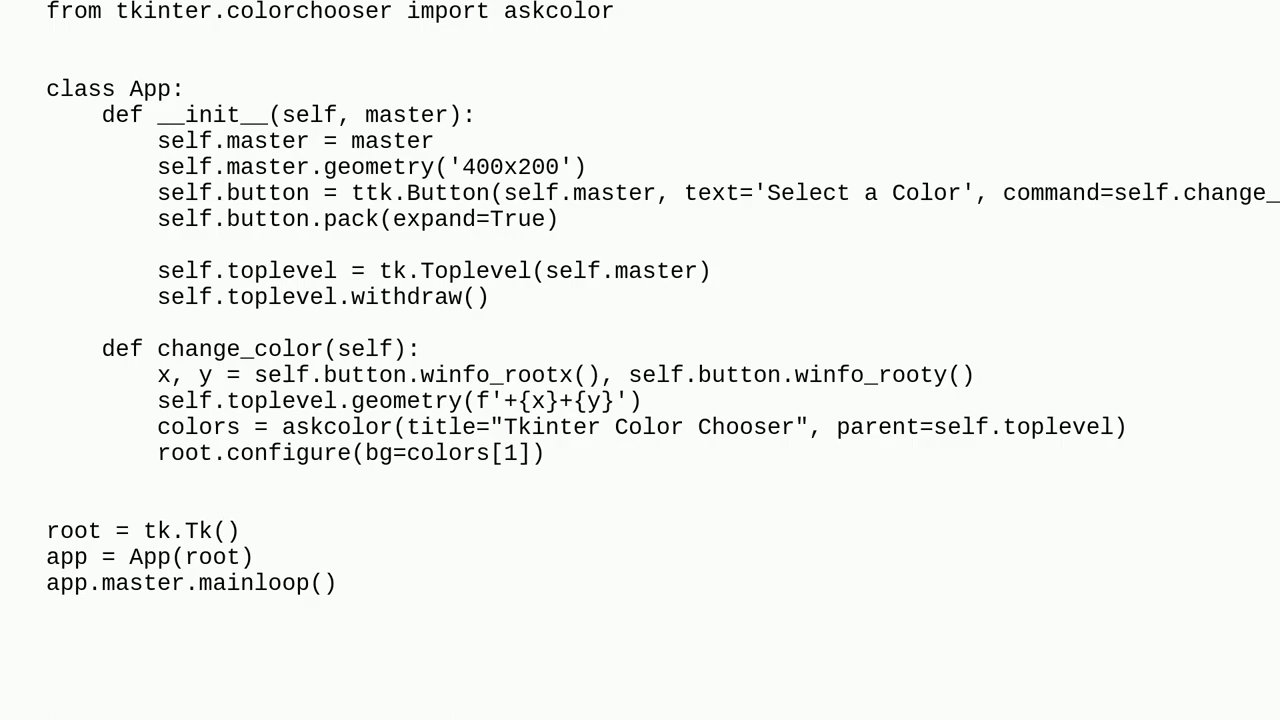 from tkinter.colorchooser import askcolor
class App:
    def __init__(self, master):
        self.master = master
        self.master.geometry('400x200')
        self.button = ttk.Button(self.master, text='Select a Color', command=self.change_
        self.button.pack(expand=True)
        self.toplevel = tk.Toplevel(self.master)
        self.toplevel.withdraw()
    def change_color(self):
        x, y = self.button.winfo_rootx(), self.button.winfo_rooty()
        self.toplevel.geometry(f'+{x}+{y}')
        colors = askcolor(title="Tkinter Color Chooser", parent=self.toplevel)
        root.configure(bg=colors[1])
root = tk.Tk()
app = App(root)
app.master.mainloop()